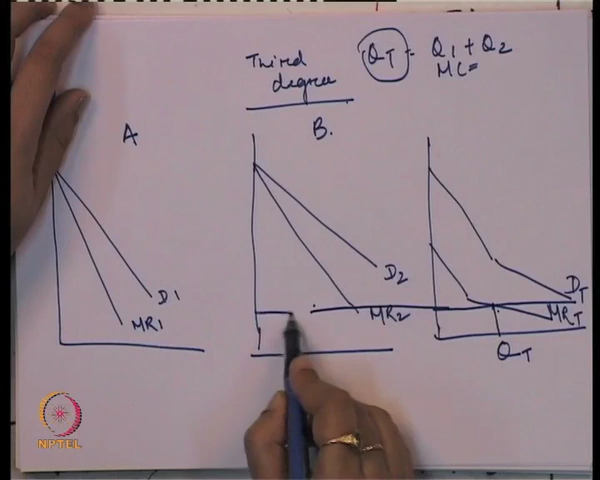 Third degree
QT = Q1 + Q2
MC =
A
B.
D1
MR1
D2
MR2
DT
MRT
QT
NPTEL